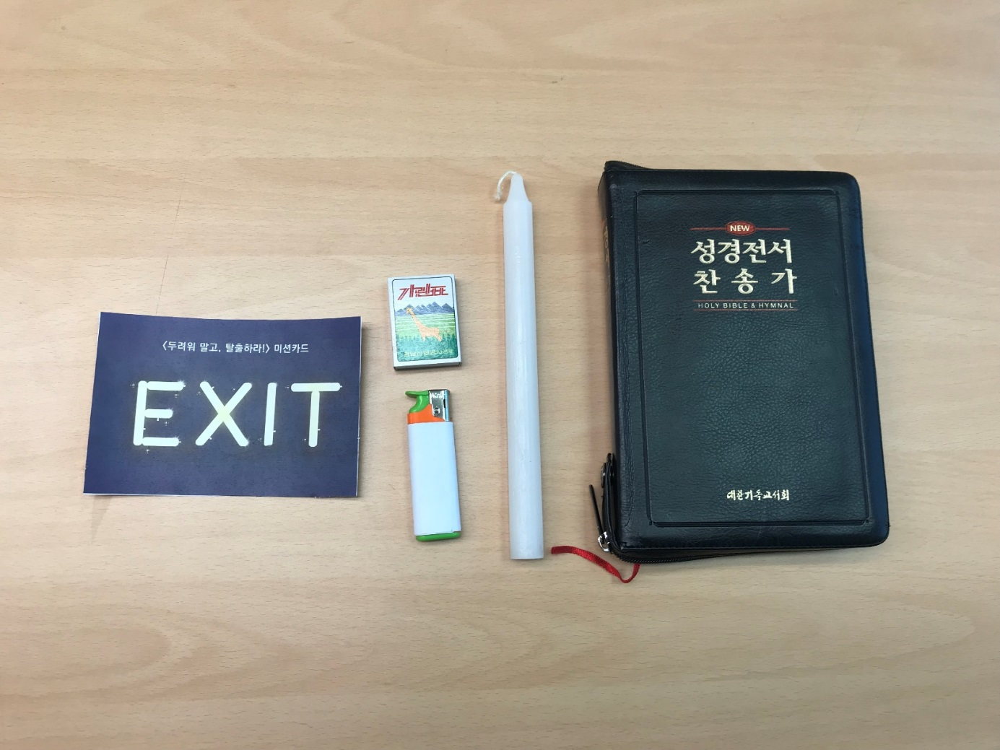 〈두려워 말고, 탈출하라!〉 미션카드
EXIT
기린표
NEW
성경전서
찬송가
HOLY BIBLE & HYMNAL
대한기독교서회